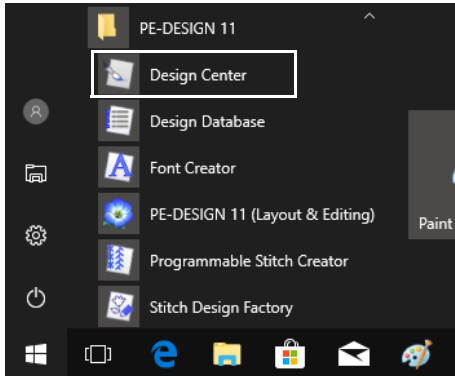 PE-DESIGN 11
Design Center
Design Database
Font Creator
PE-DESIGN 11 (Layout & Editing)
Paint
Programmable Stitch Creator
Stitch Design Factory